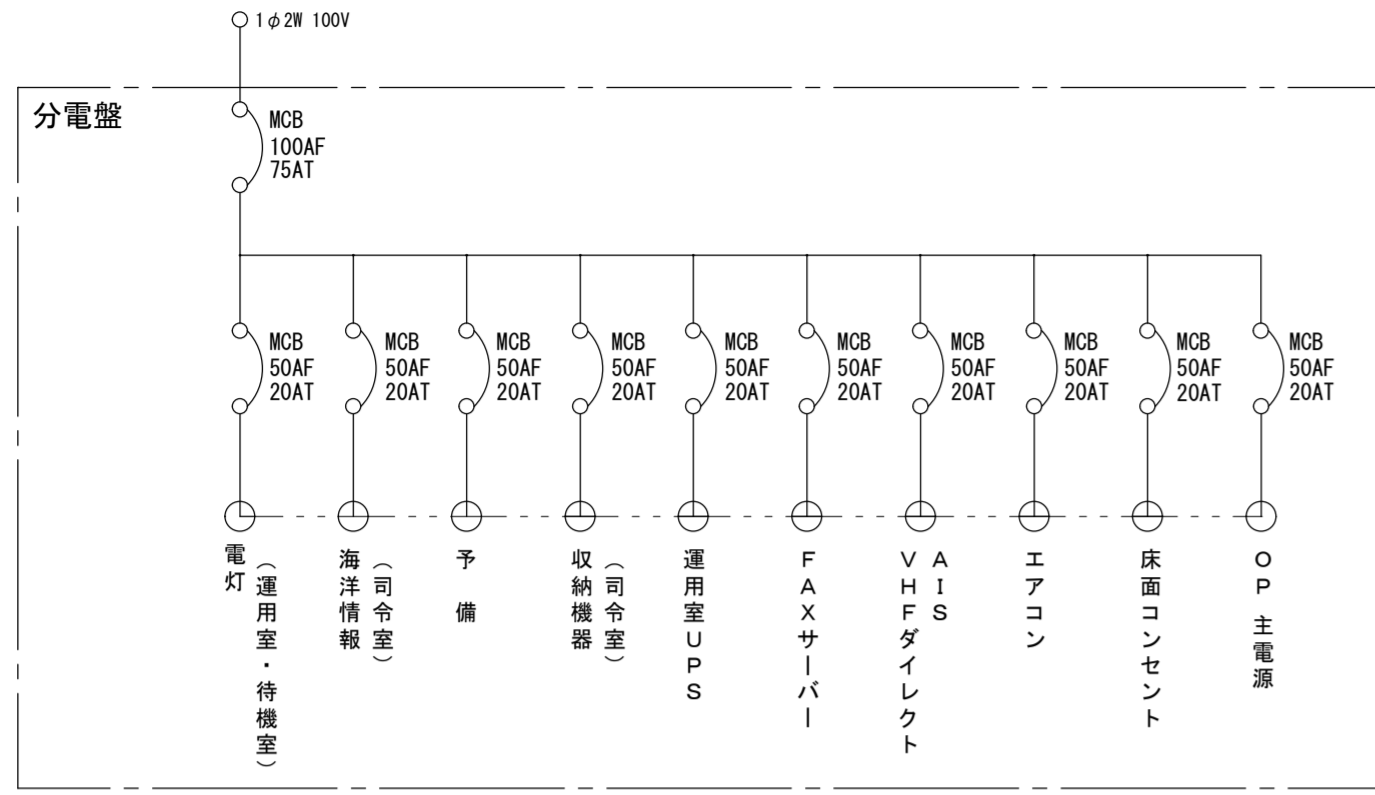 1φ2W 100V
分電盤
MCB
100AF
75AT
MCB
50AF
20AT
MCB
50AF
20AT
MCB
50AF
20AT
MCB
50AF
20AT
MCB
50AF
20AT
MCB
50AF
20AT
MCB
50AF
20AT
MCB
50AF
20AT
MCB
50AF
20AT
MCB
50AF
20AT
電灯
（運用室・待機室）
海洋情報
（司令室）
予 備
収納機器
（司令室）
運用室UPS
FAXサーバー
VHFダイレクト
AIS
エアコン
床面コンセント
OP 主電源